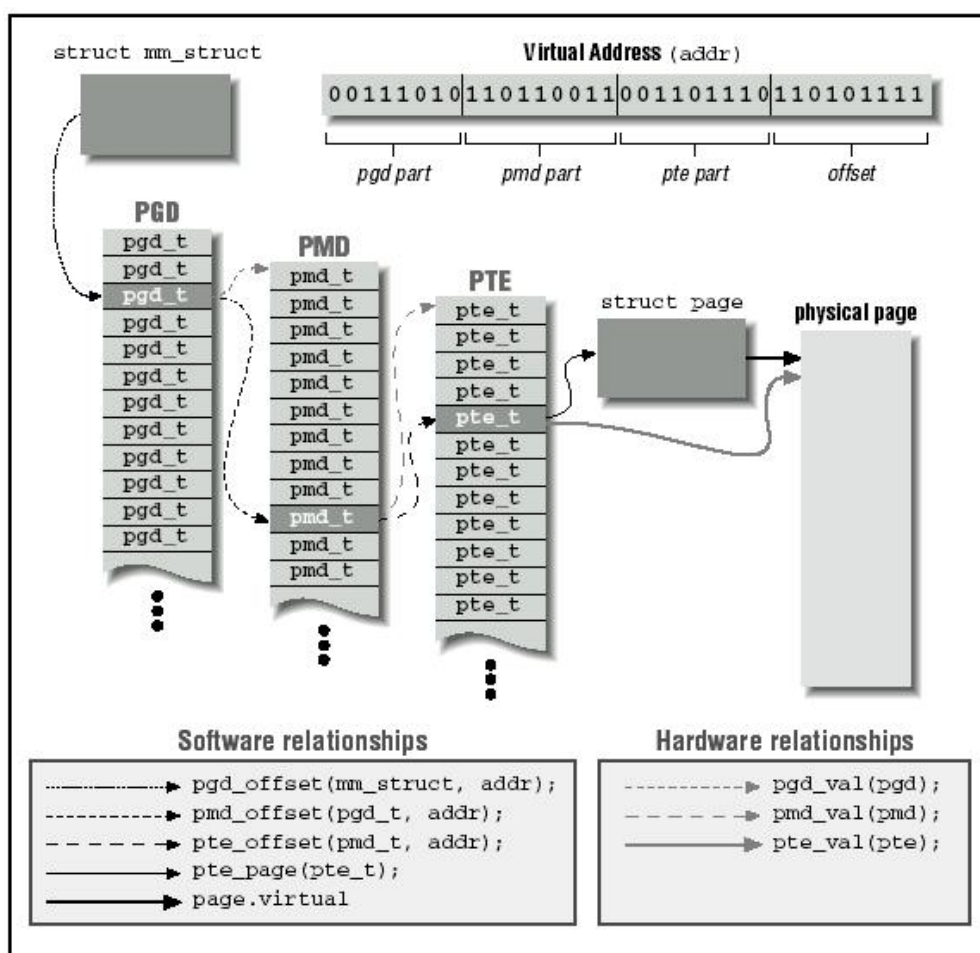 struct mm_struct
Virtual Address (addr)
00111010 110110011 001101110 110101111
pgd part pmd part pte part offset
PGD
pgd_t
pgd_t
pgd_t
pgd_t
pgd_t
pgd_t
pgd_t
pgd_t
pgd_t
pgd_t
pgd_t
pgd_t
PMD
pmd_t
pmd_t
pmd_t
pmd_t
pmd_t
pmd_t
pmd_t
pmd_t
pmd_t
pmd_t
pmd_t
pmd_t
PTE
pte_t
pte_t
pte_t
pte_t
pte_t
pte_t
pte_t
pte_t
pte_t
pte_t
pte_t
pte_t
struct page
physical page
Software relationships
pgd_offset(mm_struct, addr);
pmd_offset(pgd_t, addr);
pte_offset(pmd_t, addr);
pte_page(pte_t);
page.virtual
Hardware relationships
pgd_val(pgd);
pmd_val(pmd);
pte_val(pte);